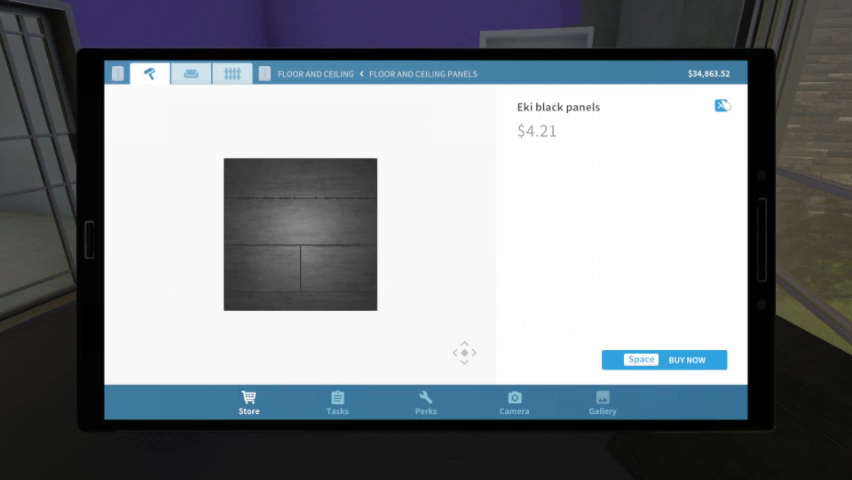 FLOOR AND CEILING < FLOOR AND CEILING PANELS
$34,863.52
Eki black panels
$4.21
Space BUY NOW
Store Tasks Perks Camera Gallery